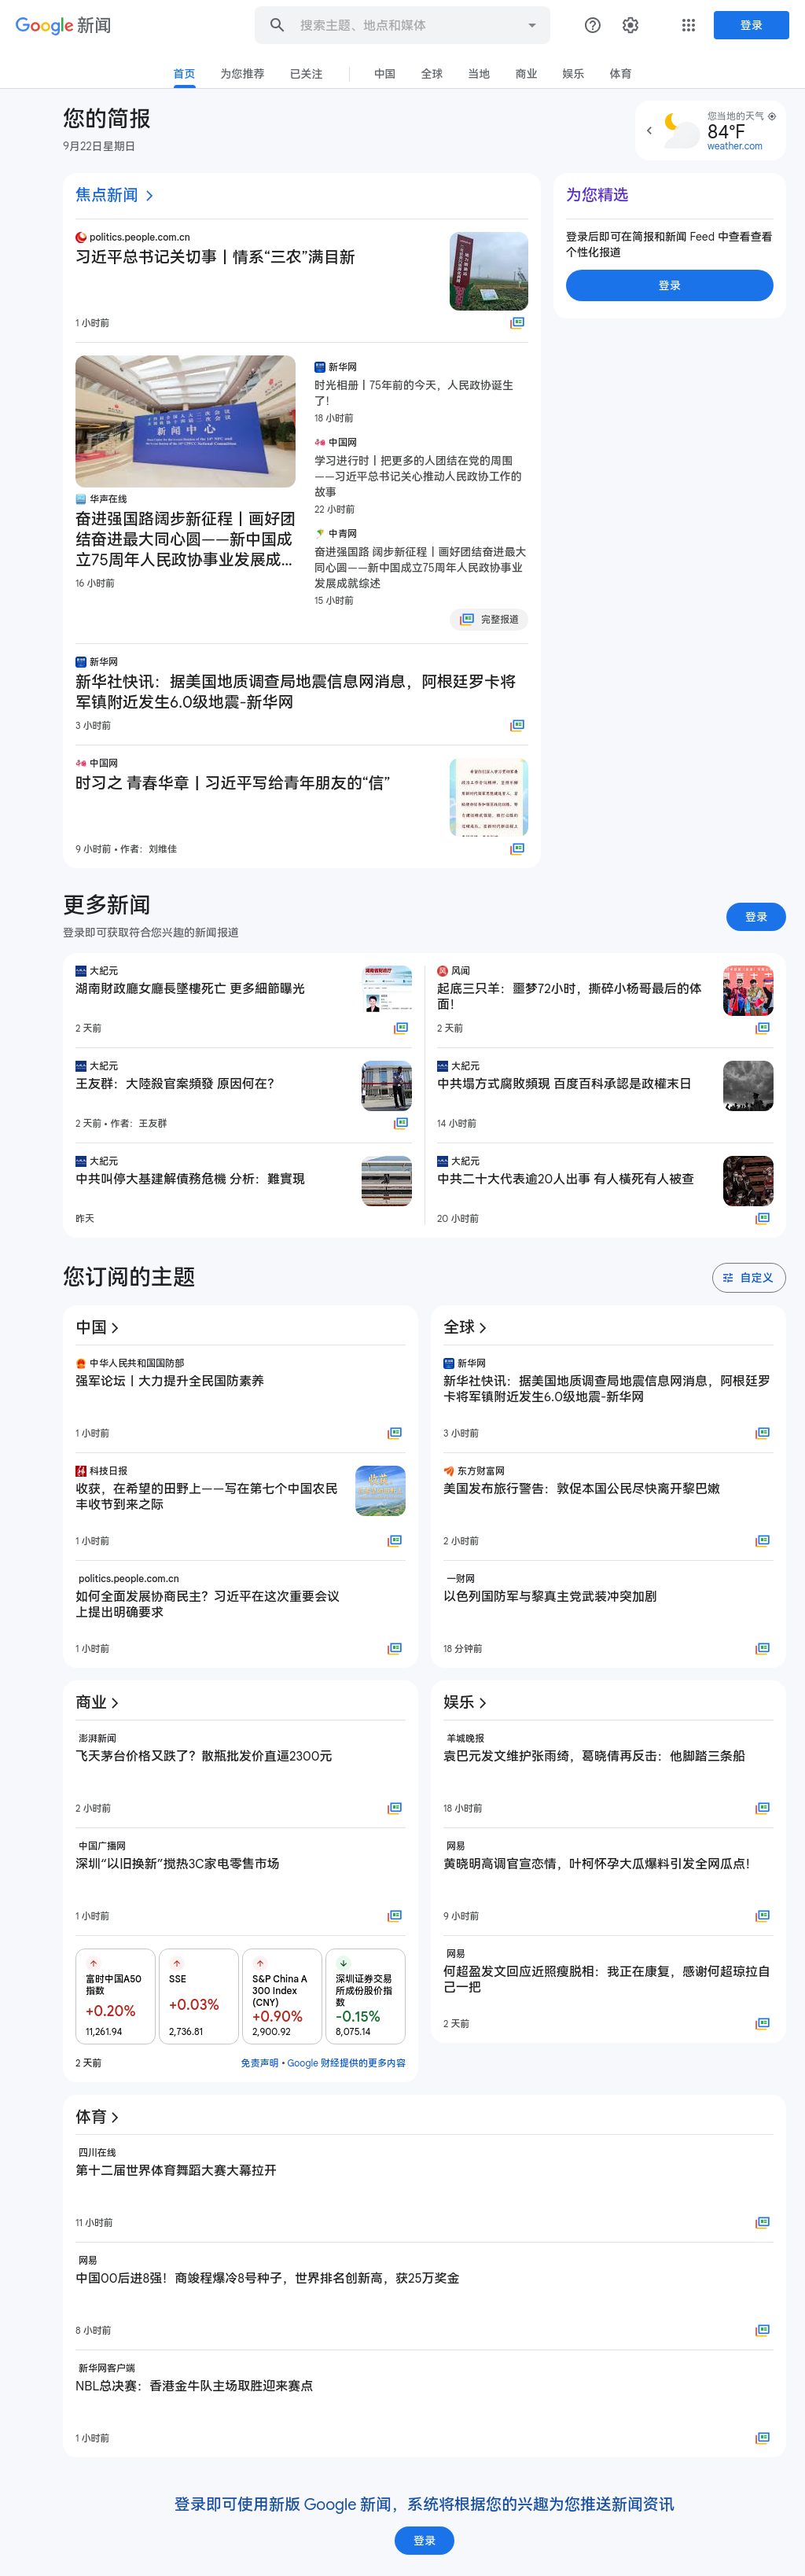 Google 新闻
搜索主题、地点和媒体
登录
首页
为您推荐
已关注
中国
全球
当地
商业
娱乐
体育
您的简报
9月22日星期日
您当地的天气
84°F
weather.com
焦点新闻
politics.people.com.cn
习近平总书记关切事丨情系“三农”满目新
1 小时前
新闻中心
华声在线
奋进强国路阔步新征程丨画好团
结奋进最大同心圆——新中国成
立75周年人民政协事业发展成...
16 小时前
新华网
时光相册丨75年前的今天，人民政协诞生
了！
18 小时前
中国网
学习进行时丨把更多的人团结在党的周围
——习近平总书记关心推动人民政协工作的
故事
22 小时前
中青网
奋进强国路 阔步新征程丨画好团结奋进最大
同心圆——新中国成立75周年人民政协事业
发展成就综述
15 小时前
完整报道
新华网
新华社快讯：据美国地质调查局地震信息网消息，阿根廷罗卡将
军镇附近发生6.0级地震-新华网
3 小时前
中国网
时习之 青春华章丨习近平写给青年朋友的“信”
9 小时前 • 作者：刘维佳
为您精选
登录后即可在简报和新闻 Feed 中查看查看
个性化报道
登录
更多新闻
登录即可获取符合您兴趣的新闻报道
登录
大紀元
湖南財政廳女廳長墜樓死亡 更多細節曝光
2 天前
风闻
起底三只羊：噩梦72小时，撕碎小杨哥最后的体
面！
2 天前
大紀元
王友群：大陸殺官案頻發 原因何在？
2 天前 • 作者：王友群
大紀元
中共塌方式腐敗頻現 百度百科承認是政權末日
14 小时前
大紀元
中共叫停大基建解債務危機 分析：難實現
昨天
大紀元
中共二十大代表逾20人出事 有人橫死有人被查
20 小时前
您订阅的主题
自定义
中国
中华人民共和国国防部
强军论坛丨大力提升全民国防素养
1 小时前
科技日报
收获，在希望的田野上——写在第七个中国农民
丰收节到来之际
1 小时前
politics.people.com.cn
如何全面发展协商民主？习近平在这次重要会议
上提出明确要求
1 小时前
全球
新华网
新华社快讯：据美国地质调查局地震信息网消息，阿根廷罗
卡将军镇附近发生6.0级地震-新华网
3 小时前
东方财富网
美国发布旅行警告：敦促本国公民尽快离开黎巴嫩
2 小时前
一财网
以色列国防军与黎真主党武装冲突加剧
18 分钟前
商业
澎湃新闻
飞天茅台价格又跌了？散瓶批发价直逼2300元
2 小时前
中国广播网
深圳“以旧换新”搅热3C家电零售市场
1 小时前
富时中国A50
指数
+0.20%
11,261.94
SSE
+0.03%
2,736.81
S&P China A
300 Index
(CNY)
+0.90%
2,900.92
深圳证券交易
所成份股价指
数
-0.15%
8,075.14
2 天前
免责声明 • Google 财经提供的更多内容
娱乐
羊城晚报
袁巴元发文维护张雨绮，葛晓倩再反击：他脚踏三条船
18 小时前
网易
黄晓明高调官宣恋情，叶柯怀孕大瓜爆料引发全网瓜点！
9 小时前
网易
何超盈发文回应近照瘦脱相：我正在康复，感谢何超琼拉自
己一把
2 天前
体育
四川在线
第十二届世界体育舞蹈大赛大幕拉开
11 小时前
网易
中国00后进8强！商竣程爆冷8号种子，世界排名创新高，获25万奖金
8 小时前
新华网客户端
NBL总决赛：香港金牛队主场取胜迎来赛点
1 小时前
登录即可使用新版 Google 新闻，系统将根据您的兴趣为您推送新闻资讯
登录